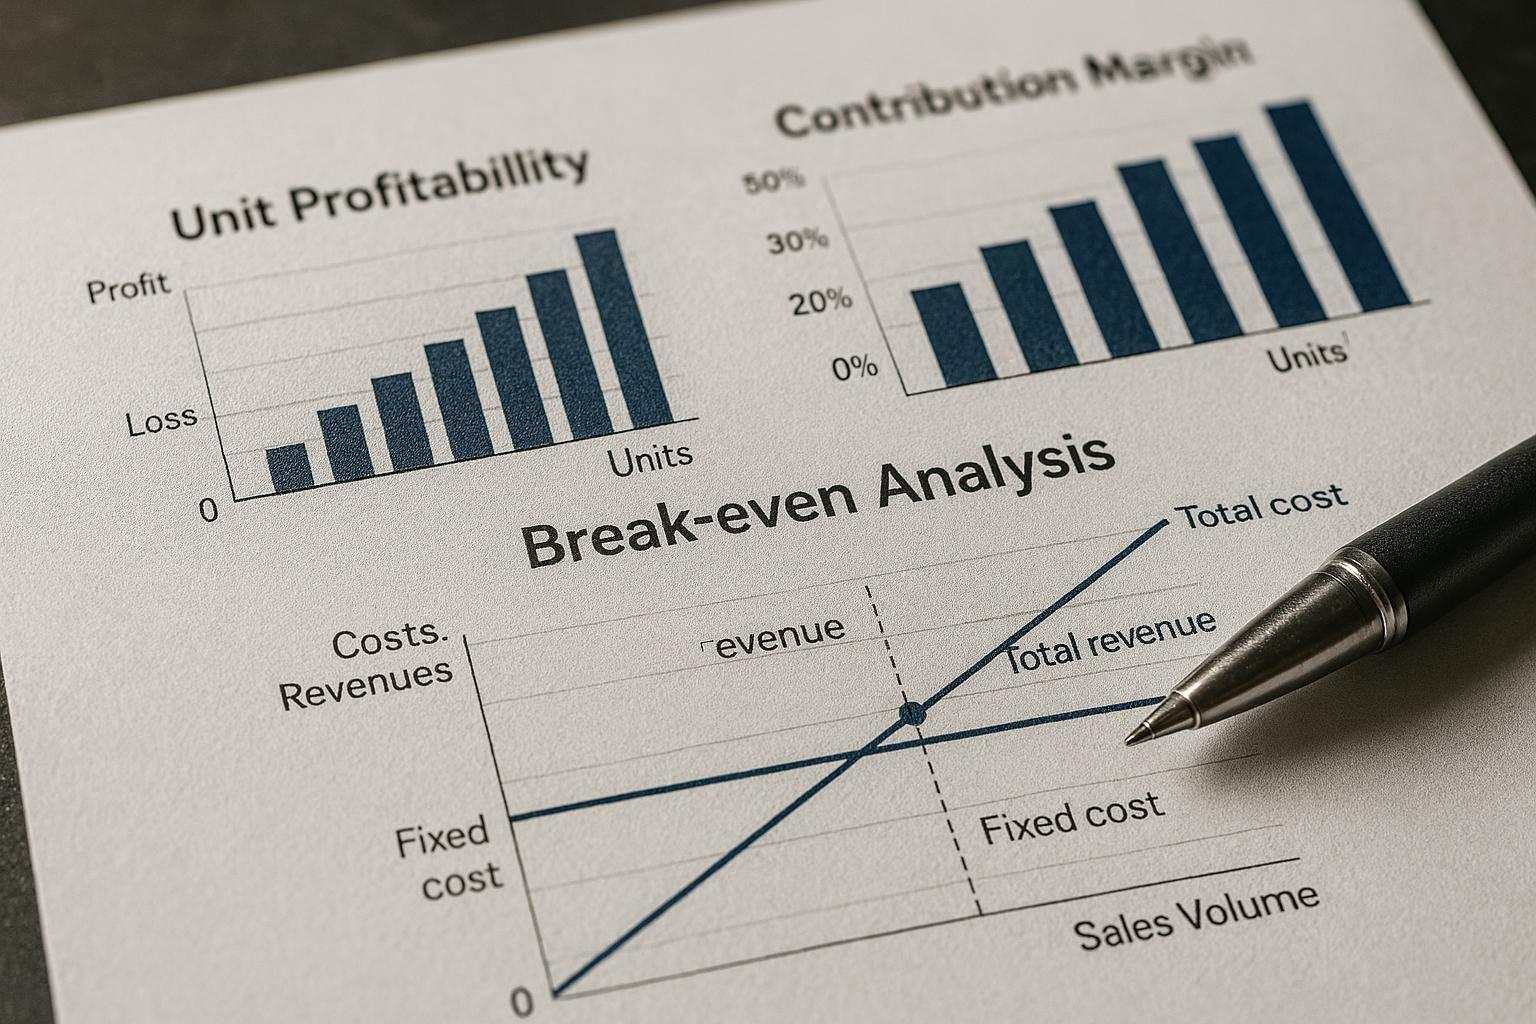 Unit Profitabillity
Profit
Loss
0
Units
Contribution Margin
50%
30%
20%
0%
Units
Break-even Analysis
Costs.
Revenues
Fixed
cost
0
evenue
Total cost
Total revenue
Fixed cost
Sales Volume